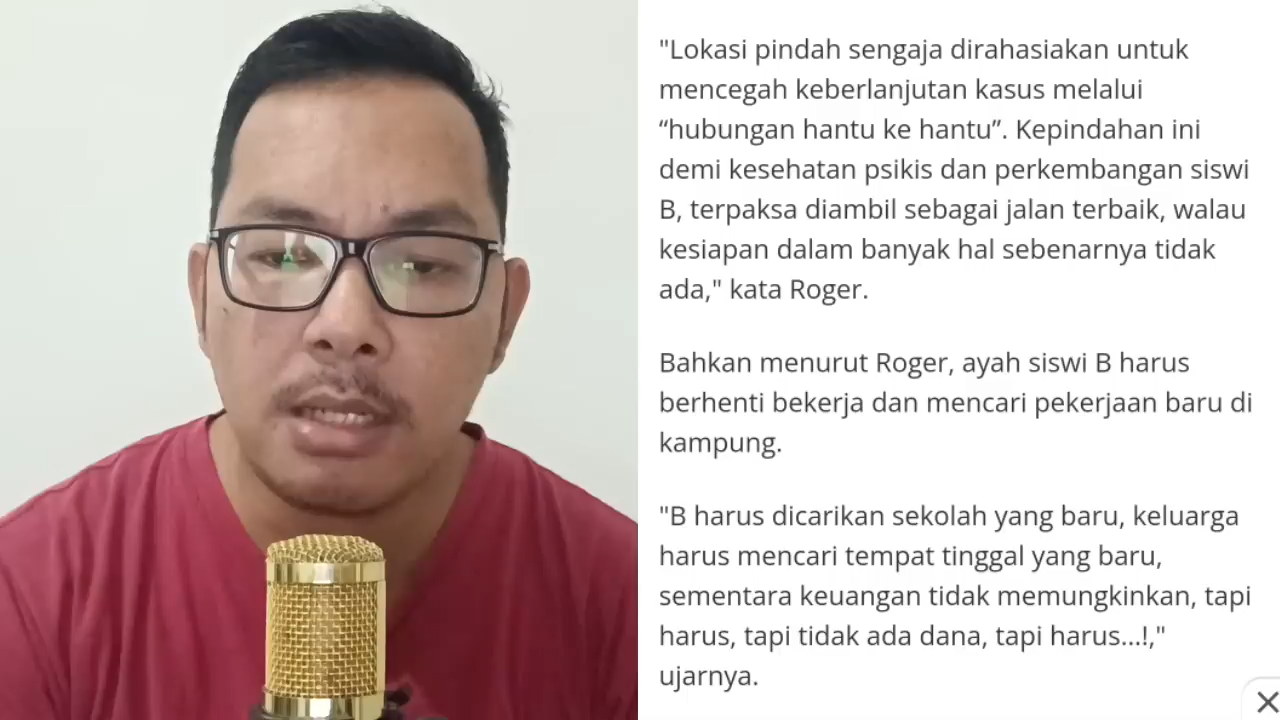 "Lokasi pindah sengaja dirahasiakan untuk
mencegah keberlanjutan kasus melalui
“hubungan hantu ke hantu”. Kepindahan ini
demi kesehatan psikis dan perkembangan siswi
B, terpaksa diambil sebagai jalan terbaik, walau
kesiapan dalam banyak hal sebenarnya tidak
ada," kata Roger.
Bahkan menurut Roger, ayah siswi B harus
berhenti bekerja dan mencari pekerjaan baru di
kampung.
"B harus dicarikan sekolah yang baru, keluarga
harus mencari tempat tinggal yang baru,
sementara keuangan tidak memungkinkan, tapi
harus, tapi tidak ada dana, tapi harus...!,"
ujarnya.